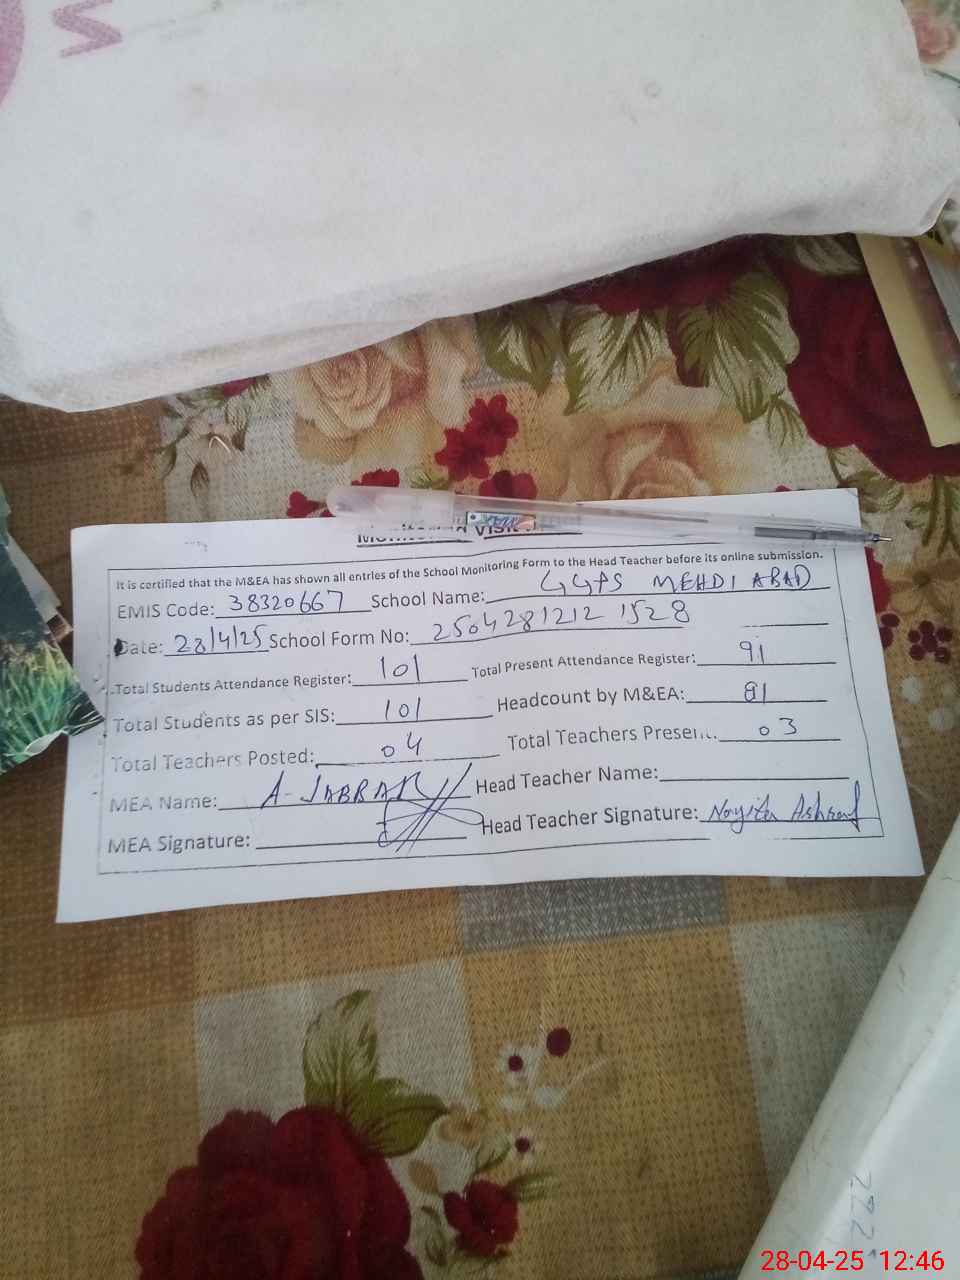 It is certified that the M&EA has shown all entries of the School Monitoring Form to the Head Teacher before its online submission.
EMIS Code: 38320667 School Name: GGPS MEHDI ABAD
Date: 28/4/25 School Form No: 2504281212 1528
Total Students Attendance Register: 101 Total Present Attendance Register: 91
Total Students as per SIS: 101 Headcount by M&EA: 81
Total Teachers Posted: 04 Total Teachers Present: 03
MEA Name: A-JABBAR Head Teacher Name:
MEA Signature: Head Teacher Signature: Ashraf
28-04-25 12:46